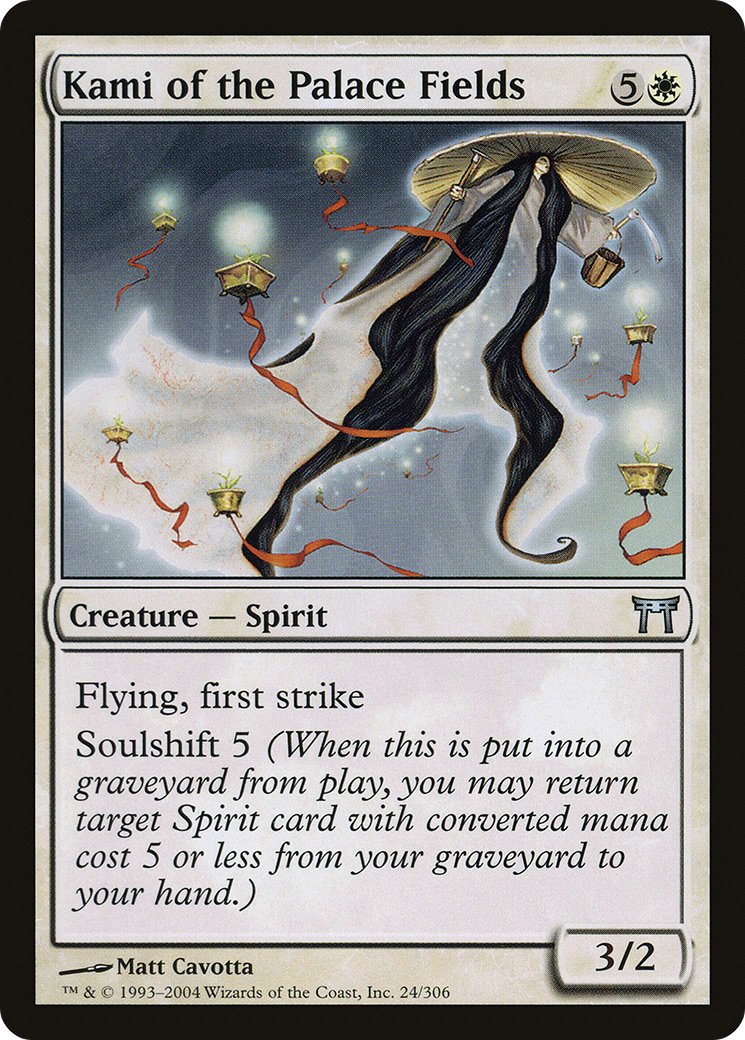 Kami of the Palace Fields 5
Creature — Spirit
Flying, first strike
Soulshift 5 (When this is put into a
graveyard from play, you may return
target Spirit card with converted mana
cost 5 or less from your graveyard to
your hand.)
3/2
Matt Cavotta
™ & © 1993–2004 Wizards of the Coast, Inc. 24/306